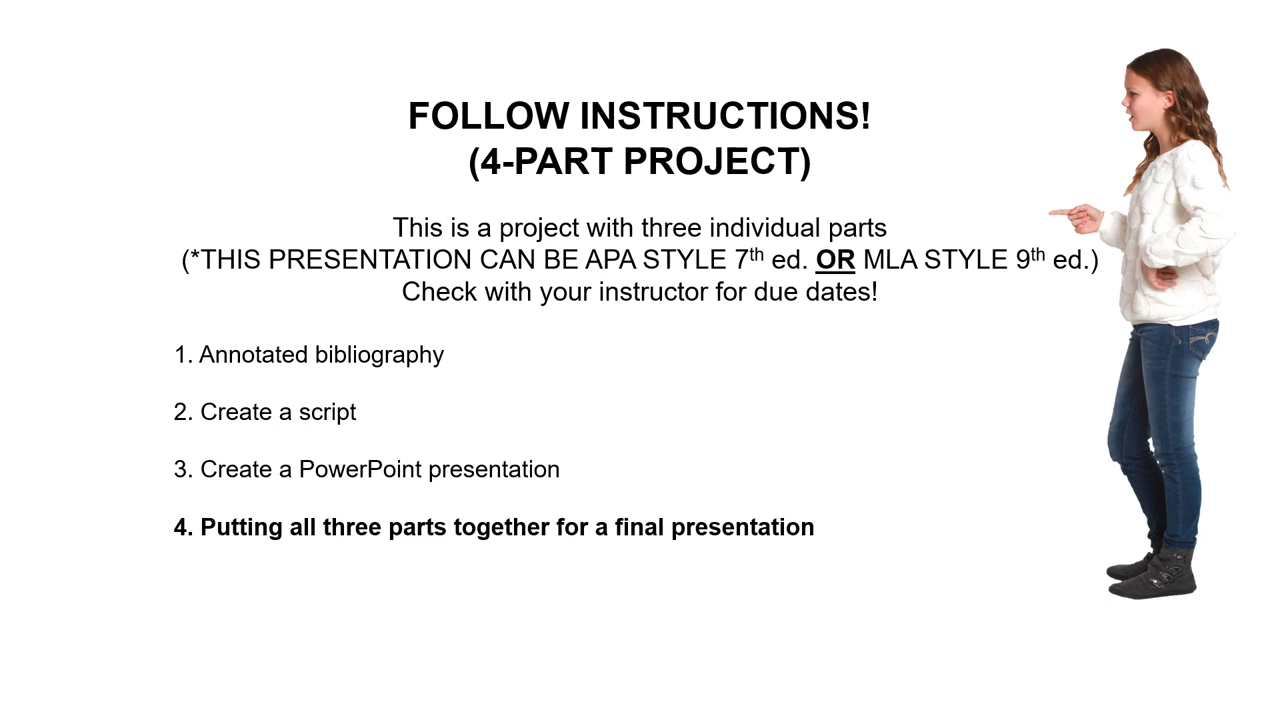 FOLLOW INSTRUCTIONS!
(4-PART PROJECT)
This is a project with three individual parts
(*THIS PRESENTATION CAN BE APA STYLE 7th ed. OR MLA STYLE 9th ed.)
Check with your instructor for due dates!
1. Annotated bibliography
2. Create a script
3. Create a PowerPoint presentation
4. Putting all three parts together for a final presentation